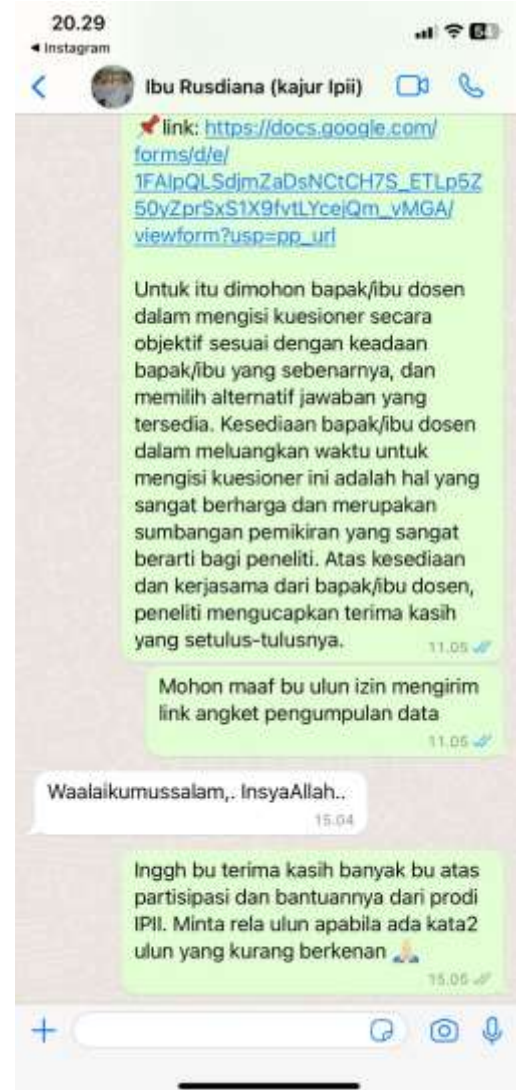 20.29
Instagram
Ibu Rusdiana (kajur Ipii)
link: https://docs.google.com/
forms/d/e/
1FAIpQLSdjmZaDsNCtCH7S_ETLp5Z
50yZprSxS1X9fvtLYcejQm_vMGA/
viewform?usp=pp_url
Untuk itu dimohon bapak/ibu dosen
dalam mengisi kuesioner secara
objektif sesuai dengan keadaan
bapak/ibu yang sebenarnya, dan
memilih alternatif jawaban yang
tersedia. Kesediaan bapak/ibu dosen
dalam meluangkan waktu untuk
mengisi kuesioner ini adalah hal yang
sangat berharga dan merupakan
sumbangan pemikiran yang sangat
berarti bagi peneliti. Atas kesediaan
dan kerjasama dari bapak/ibu dosen,
peneliti mengucapkan terima kasih
yang setulus-tulusnya.
11.05
Mohon maaf bu ulun izin mengirim
link angket pengumpulan data
11.05
Waalaikumussalam,. InsyaAllah..
15.04
Inggh bu terima kasih banyak bu atas
partisipasi dan bantuannya dari prodi
IPII. Minta rela ulun apabila ada kata2
ulun yang kurang berkenan 🙏🏻
15.05